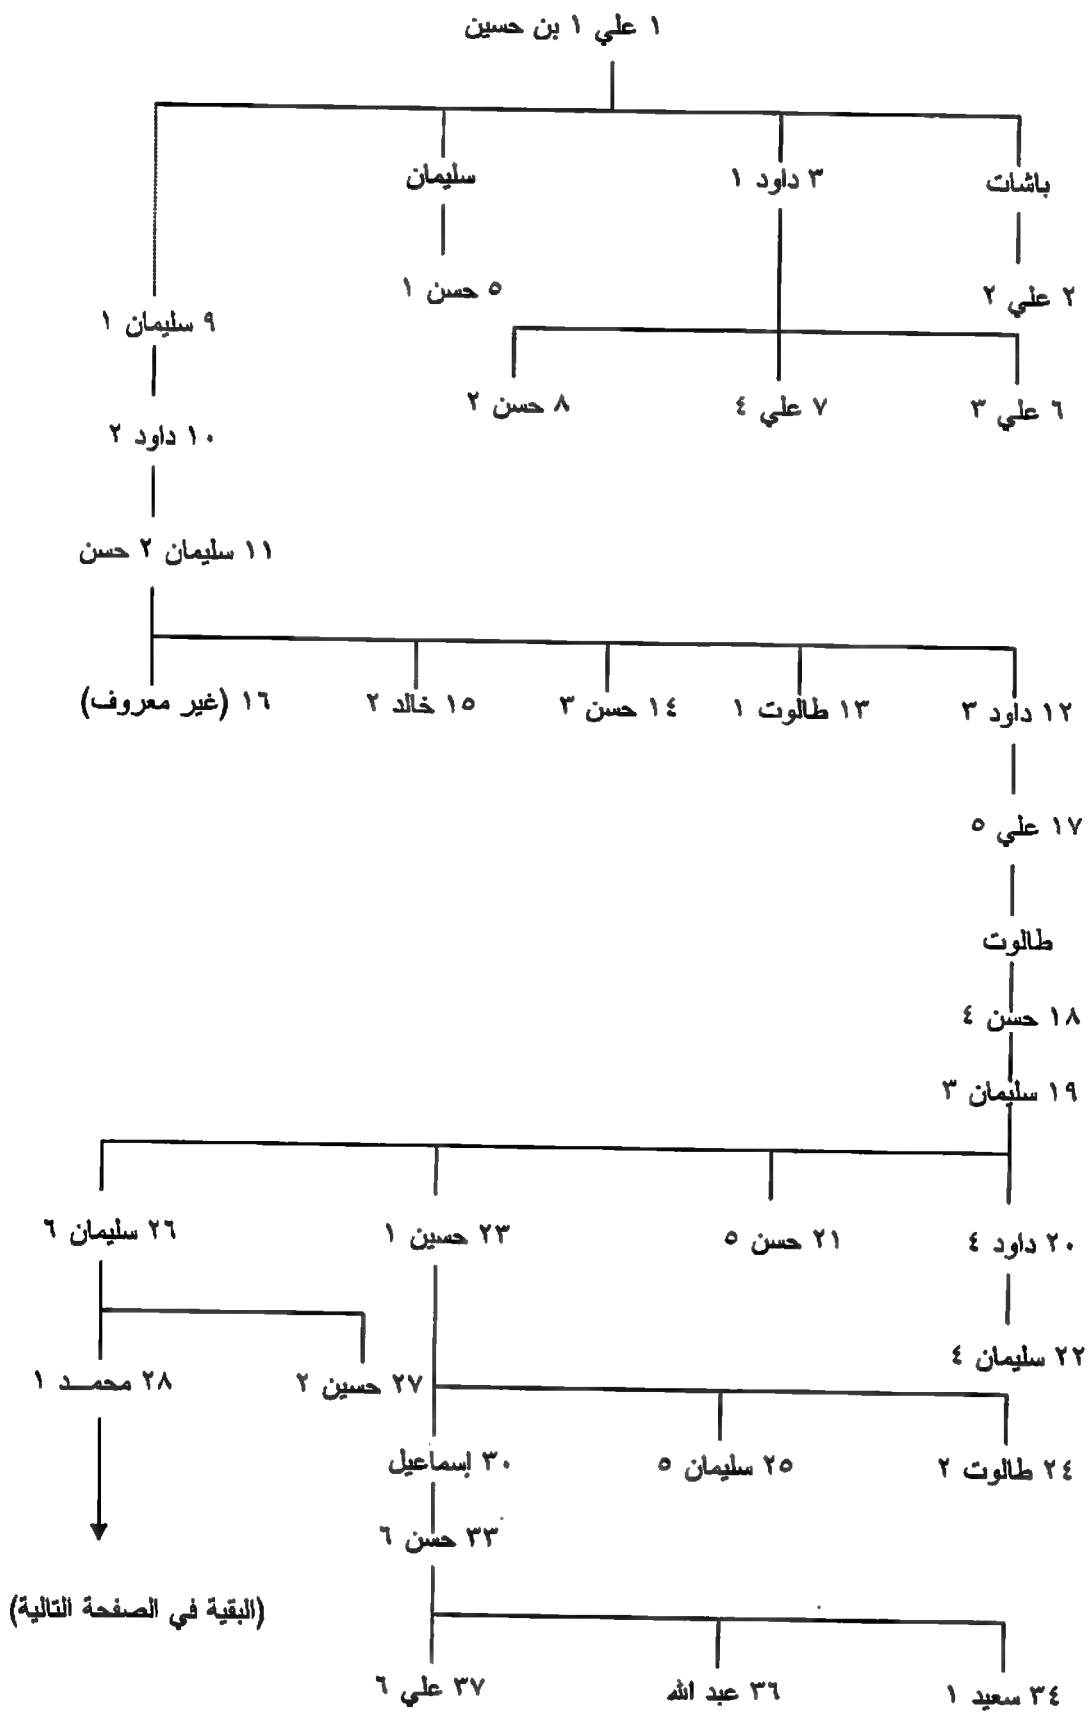 ١ علي ١ بن حسين
باشات
٣ داود ١
سليمان
٢ علي ٢
٥ حسن ١
٩ سليمان ١
٦ علي ٣
٧ علي ٤
٨ حسن ٢
١٠ داود ٢
١١ سليمان ٢ حسن
١٢ داود ٣
١٣ طالوت ١
١٤ حسن ٣
١٥ خالد ٢
١٦ (غير معروف)
١٧ علي ٥
طالوت
١٨ حسن ٤
١٩ سليمان ٣
٢٠ داود ٤
٢١ حسن ٥
٢٣ حسين ١
٢٦ سليمان ٦
٢٢ سليمان ٤
٢٧ حسين ٢
٢٨ محمــد ١
٢٤ طالوت ٢
٢٥ سليمان ٥
٣٠ إسماعيل
٣٣ حسن ٦
(البقية في الصفحة التالية)
٣٤ سعيد ١
٣٦ عبد الله
٣٧ علي ٦